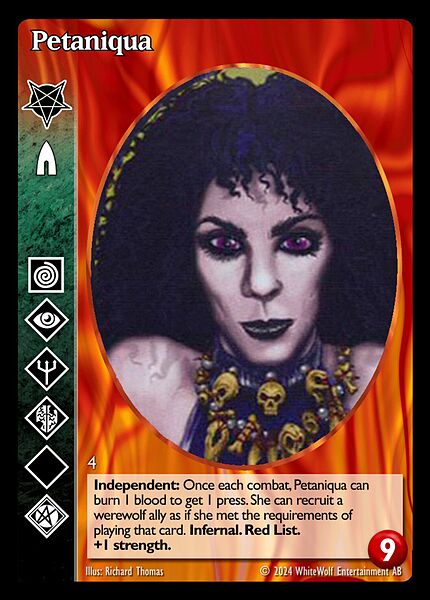 Petaniqua
4
Independent: Once each combat, Petaniqua can
burn 1 blood to get 1 press. She can recruit a
werewolf ally as if she met the requirements of
playing that card. Infernal. Red List.
+1 strength.
9
Illus: Richard Thomas © 2024 WhiteWolf Entertainment AB